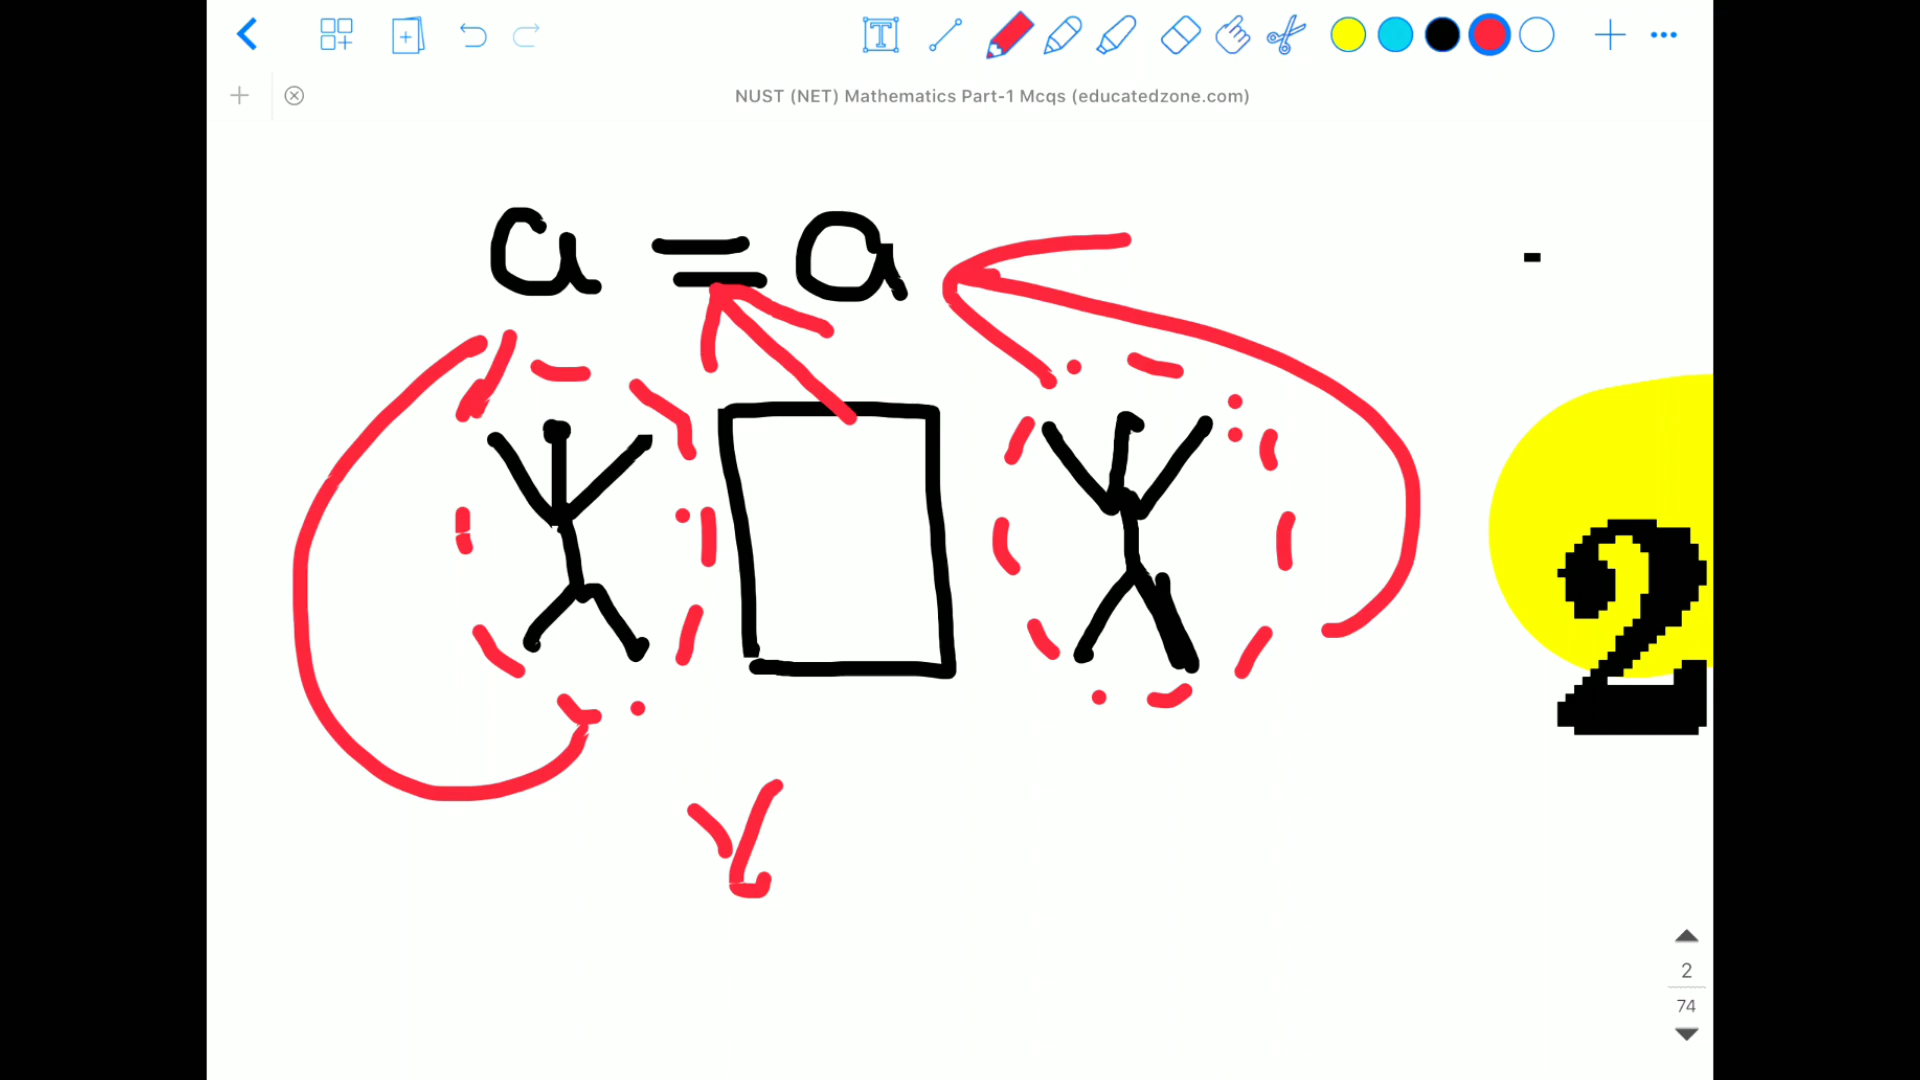 NUST (NET) Mathematics Part-1 Mcqs (educatedzone.com)
a = a
2
2
74